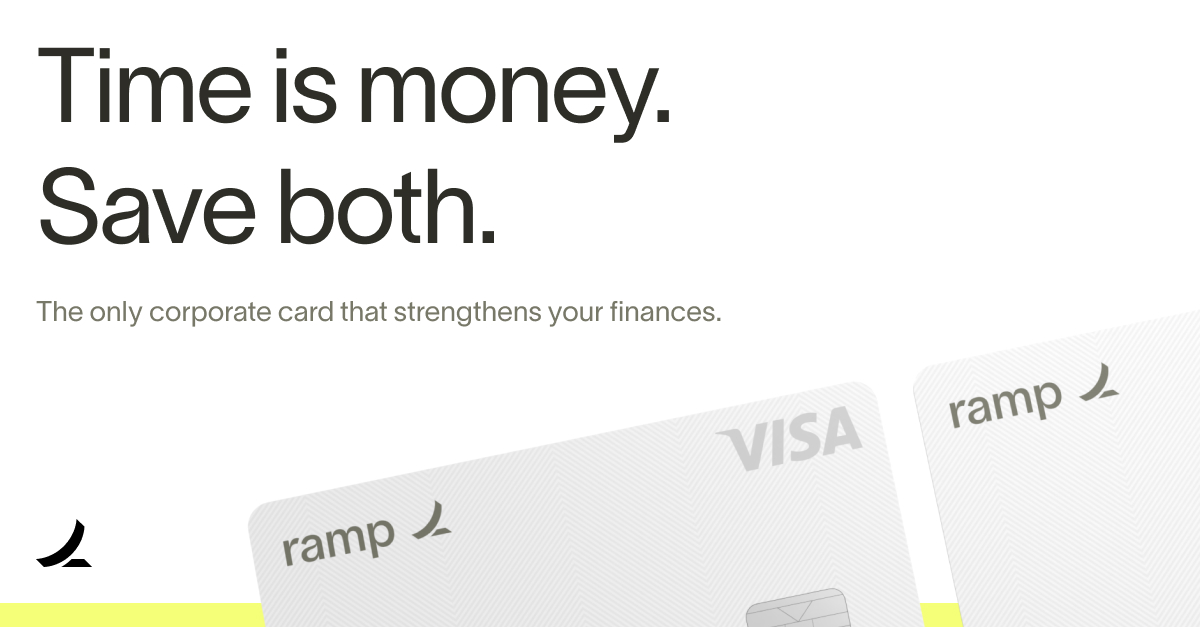 Time is money.
Save both.
The only corporate card that strengthens your finances.
VISA
ramp
ramp